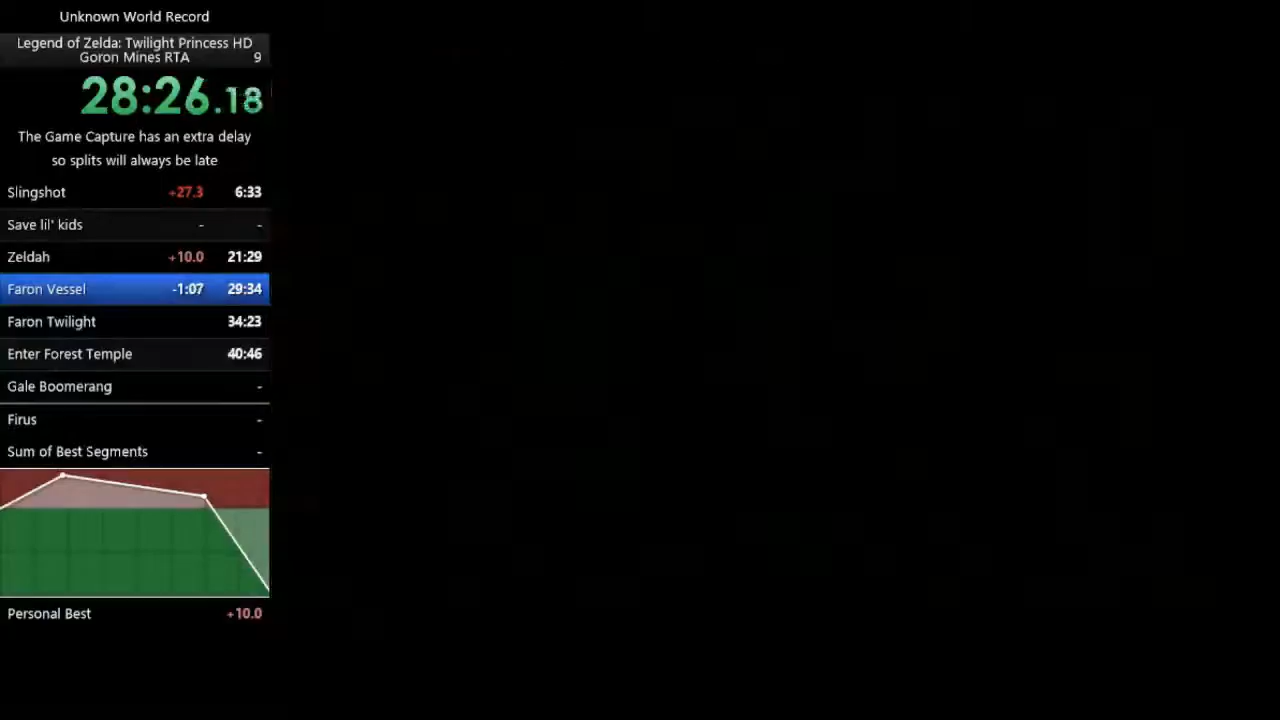 Unknown World Record
Legend of Zelda: Twilight Princess HD
Goron Mines RTA 9
28:26.18
The Game Capture has an extra delay
so splits will always be late
Slingshot +27.3 6:33
Save lil' kids - -
Zeldah +10.0 21:29
Faron Vessel -1:07 29:34
Faron Twilight 34:23
Enter Forest Temple 40:46
Gale Boomerang -
Firus -
Sum of Best Segments -
Personal Best +10.0